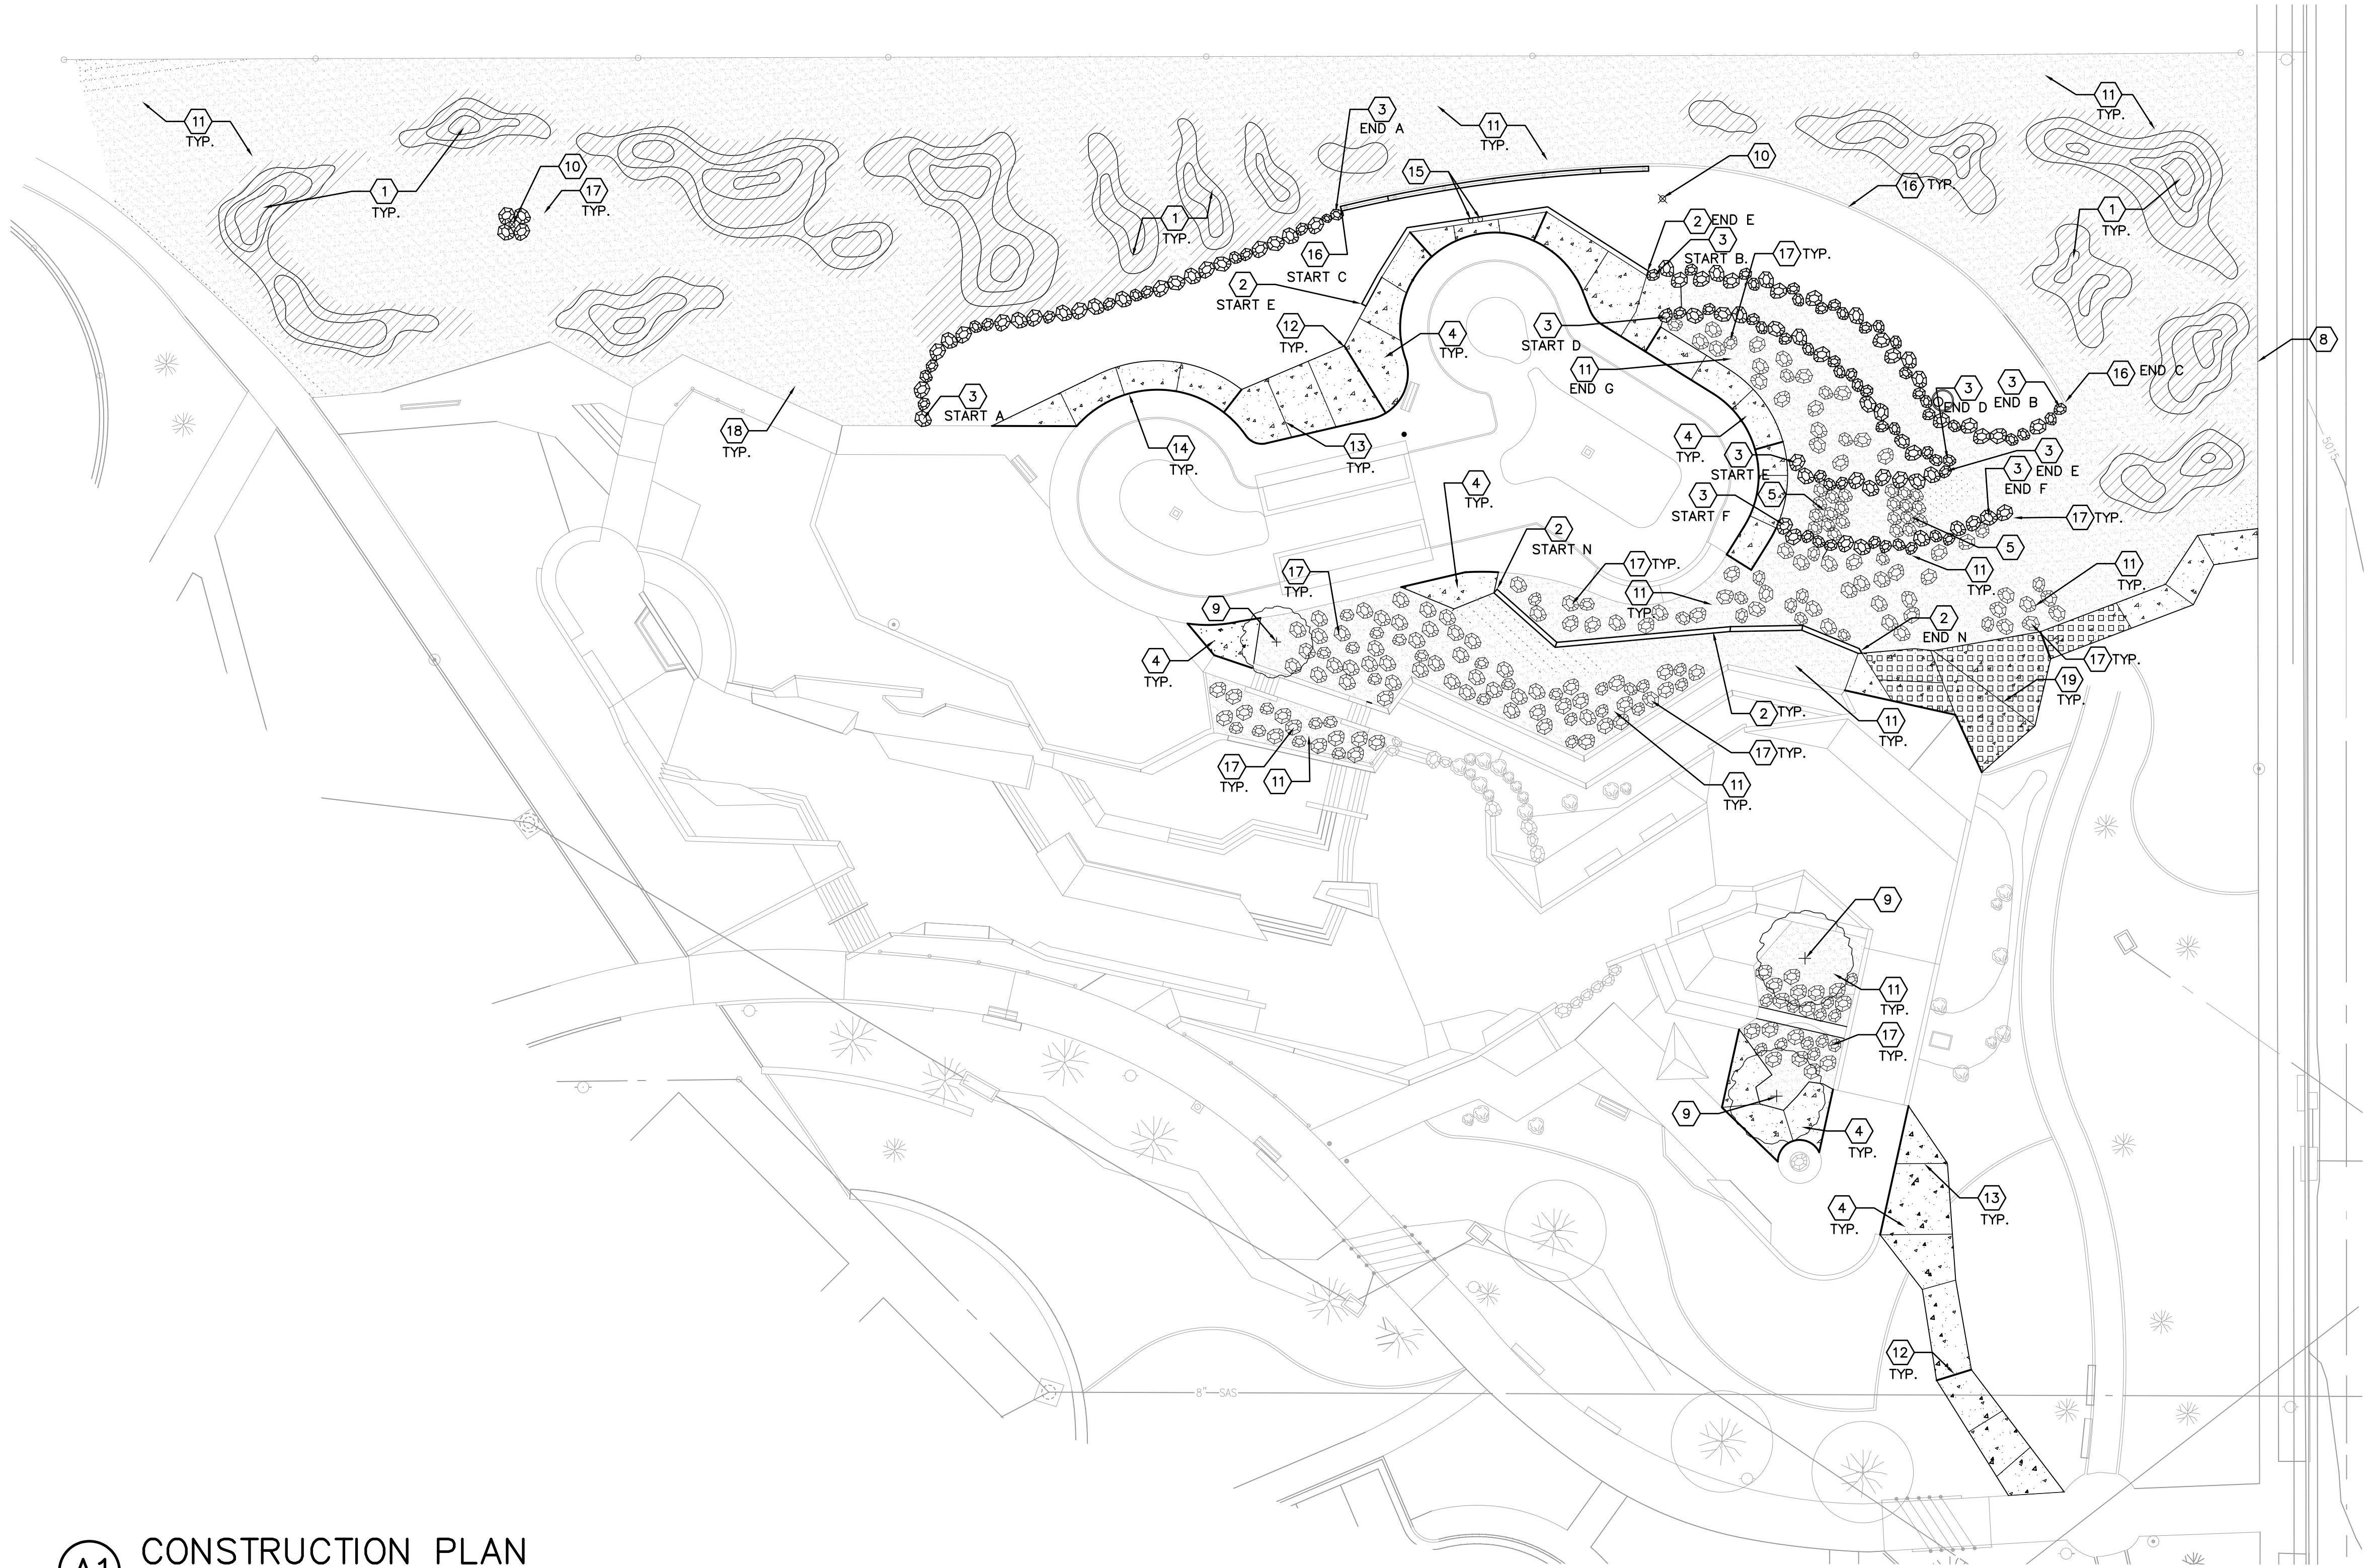 11
TYP.
11
TYP.
3
END A
11
TYP.
10
10
15
16 TYP.
1
TYP.
17
TYP.
1
TYP.
1
TYP.
2 END E
3
START B.
17 TYP.
16
START C
2
START E
12
TYP.
4
TYP.
3
START D
8
11
END G
3
END D
3
END B
16 END C
3
START A
18
TYP.
14
TYP.
13
TYP.
4
TYP.
5015
3
START E
3
END E
3
END F
4
TYP.
3
START F
5
17 TYP.
2
START N
5
17
TYP.
17 TYP.
11
TYP.
11
TYP.
11
TYP.
9
2
END N
4
TYP.
17 TYP.
19
TYP.
2 TYP.
11
TYP.
17
TYP.
11
17 TYP.
11
TYP.
9
11
TYP.
17
TYP.
9
4
TYP.
4
TYP.
13
TYP.
12
TYP.
8" SAS
A1
CONSTRUCTION PLAN